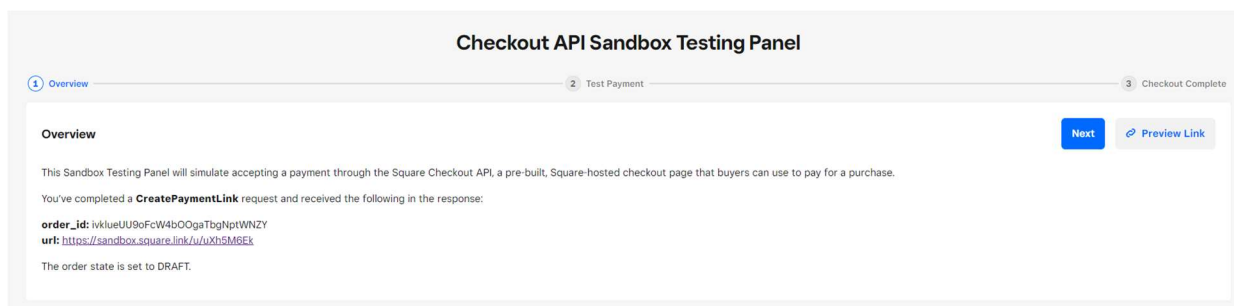 Checkout API Sandbox Testing Panel
1 Overview
2 Test Payment
3 Checkout Complete
Overview
Next
Preview Link
This Sandbox Testing Panel will simulate accepting a payment through the Square Checkout API, a pre-built, Square-hosted checkout page that buyers can use to pay for a purchase.
You've completed a CreatePaymentLink request and received the following in the response:
order_id: ivklueUU9oFcW4bOOgaTbgNptWNZY
url: https://sandbox.square.link/u/uXh5M6Ek
The order state is set to DRAFT.